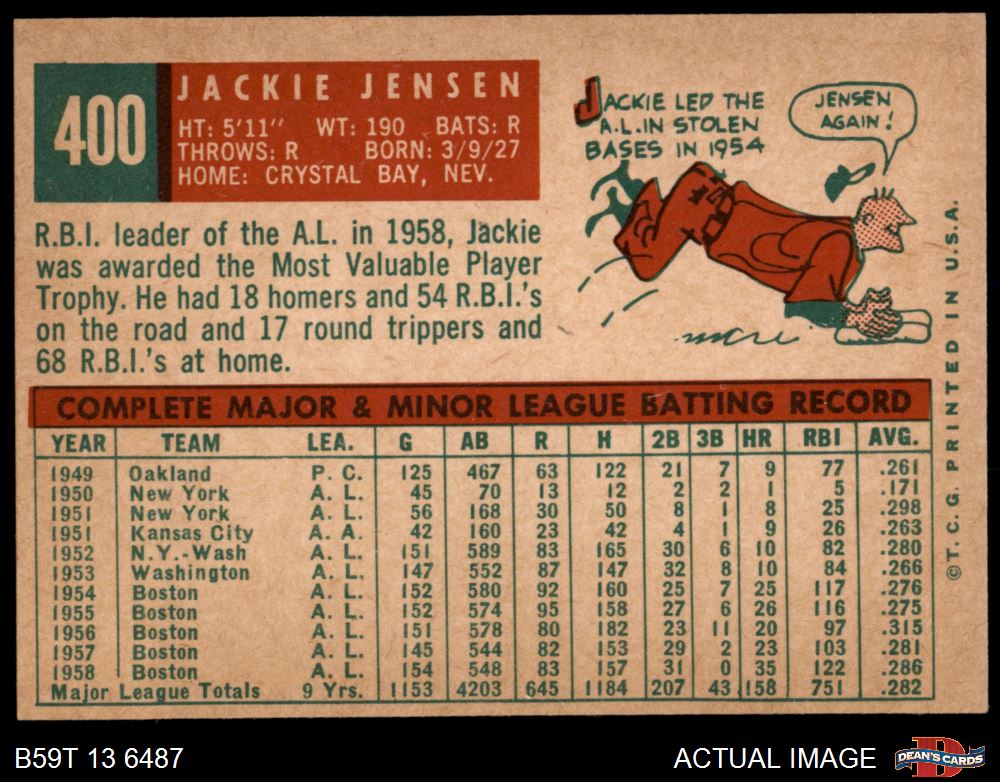 400
JACKIE JENSEN
HT: 5'11" WT: 190 BATS: R
THROWS: R BORN: 3/9/27
HOME: CRYSTAL BAY, NEV.
JACKIE LED THE
A.L. IN STOLEN
BASES IN 1954
JENSEN
AGAIN!
R.B.I. leader of the A.L. in 1958, Jackie
was awarded the Most Valuable Player
Trophy. He had 18 homers and 54 R.B.I.'s
on the road and 17 round trippers and
68 R.B.I.'s at home.
COMPLETE MAJOR & MINOR LEAGUE BATTING RECORD
YEAR TEAM LEA. G AB R H 2B 3B HR RBI AVG.
1949 Oakland P. C. 125 467 63 122 21 7 9 77 .261
1950 New York A. L. 45 70 13 12 2 2 1 5 .171
1951 New York A. L. 56 168 30 50 8 1 8 25 .298
1951 Kansas City A. A. 42 160 23 42 4 1 9 26 .263
1952 N.Y.-Wash A. L. 151 589 83 165 30 6 10 82 .280
1953 Washington A. L. 147 552 87 147 32 8 10 84 .266
1954 Boston A. L. 152 580 92 160 25 7 25 117 .276
1955 Boston A. L. 152 574 95 158 27 6 26 116 .275
1956 Boston A. L. 151 578 80 182 23 11 20 97 .315
1957 Boston A. L. 145 544 82 153 29 2 23 103 .281
1958 Boston A. L. 154 548 83 157 31 0 35 122 .286
Major League Totals 9 Yrs. 1153 4203 645 1184 207 43 158 751 .282
© T. C. G. PRINTED IN U.S.A.
B59T 13 6487
ACTUAL IMAGE
D
DEAN'S CARDS